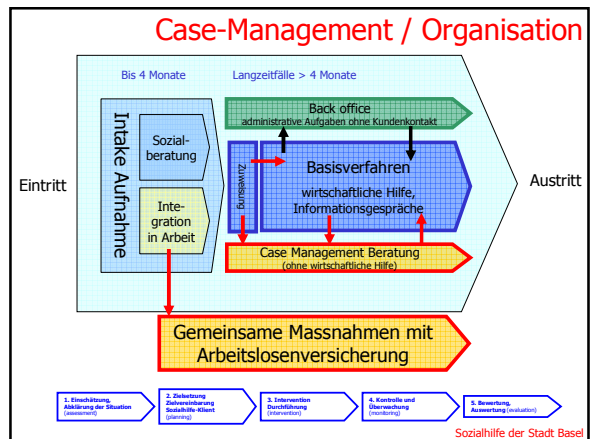 Case-Management / Organisation
Bis 4 Monate
Langzeitfälle > 4 Monate
Back office
administrative Aufgaben ohne Kundenkontakt
Eintritt
Intake Aufnahme
Sozial-
beratung
Inte-
gration
in Arbeit
Zuweisung
Basisverfahren
wirtschaftliche Hilfe,
Informationsgespräche
Austritt
Case Management Beratung
(ohne wirtschaftliche Hilfe)
Gemeinsame Massnahmen mit
Arbeitslosenversicherung
1. Einschätzung,
Abklärung der Situation
(assessment)
2. Zielsetzung
Zielvereinbarung
Sozialhilfe-Klient
(planning)
3. Intervention
Durchführung
(intervention)
4. Kontrolle und
Überwachung
(monitoring)
5. Bewertung,
Auswertung (evaluation)
Sozialhilfe der Stadt Basel